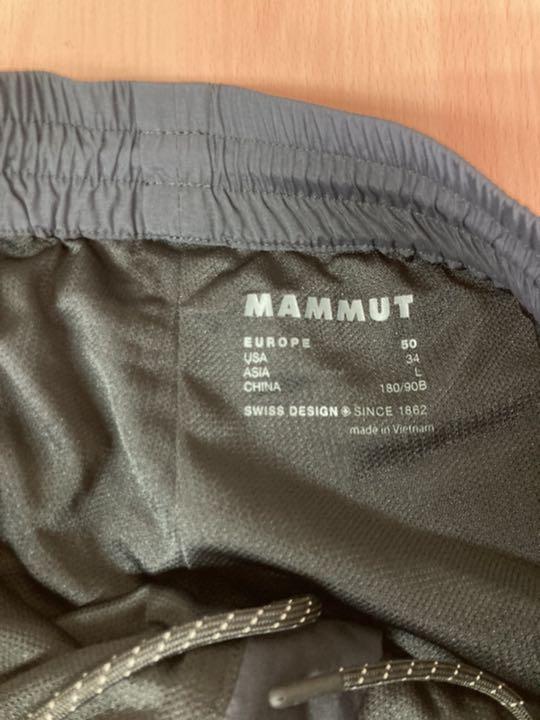 MAMMUT
EUROPE 50
USA 34
ASIA L
CHINA 180/90B
SWISS DESIGN SINCE 1862
made in Vietnam